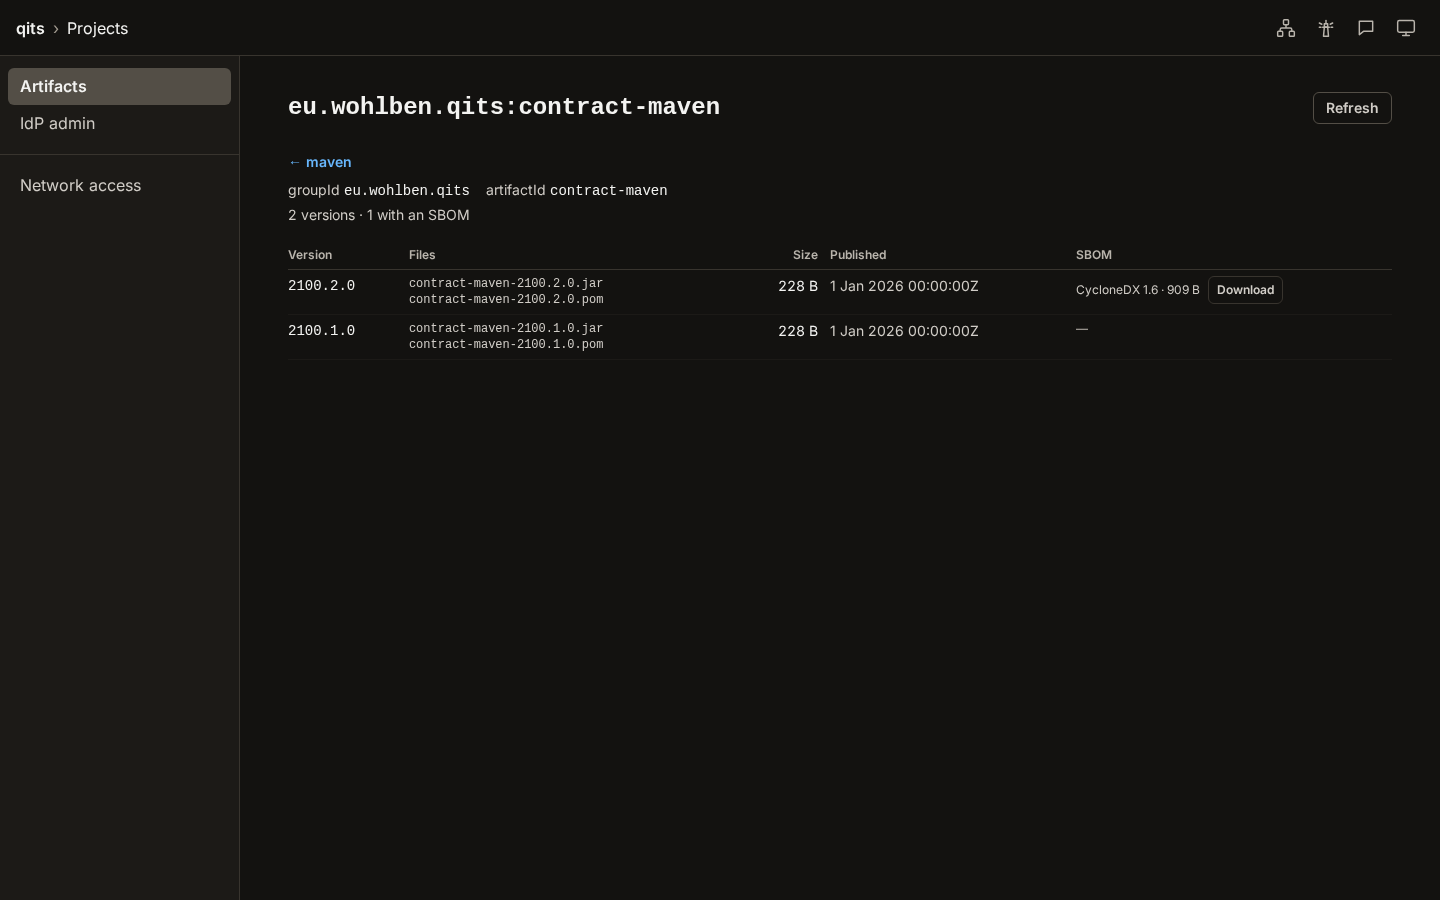 qits › Projects
Artifacts
IdP admin
Network access
eu.wohlben.qits:contract-maven
Refresh
← maven
groupId eu.wohlben.qits artifactId contract-maven
2 versions · 1 with an SBOM
Version Files Size Published SBOM
2100.2.0 contract-maven-2100.2.0.jar 228 B 1 Jan 2026 00:00:00Z CycloneDX 1.6 · 909 B Download
contract-maven-2100.2.0.pom
2100.1.0 contract-maven-2100.1.0.jar 228 B 1 Jan 2026 00:00:00Z —
contract-maven-2100.1.0.pom